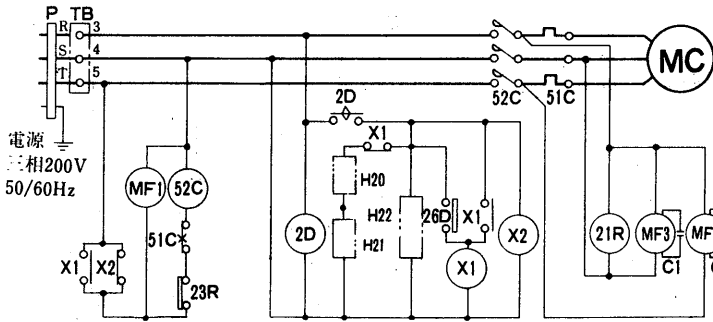 P TB
R 3
S 4
T 5
MC
52C 51C
電源
三相200V
50/60Hz
2D
X1
MF1 52C
H20
H22
26D X1
51C
2D
H21
X2
21R MF3 MF
C1
X1 X2
23R
X1